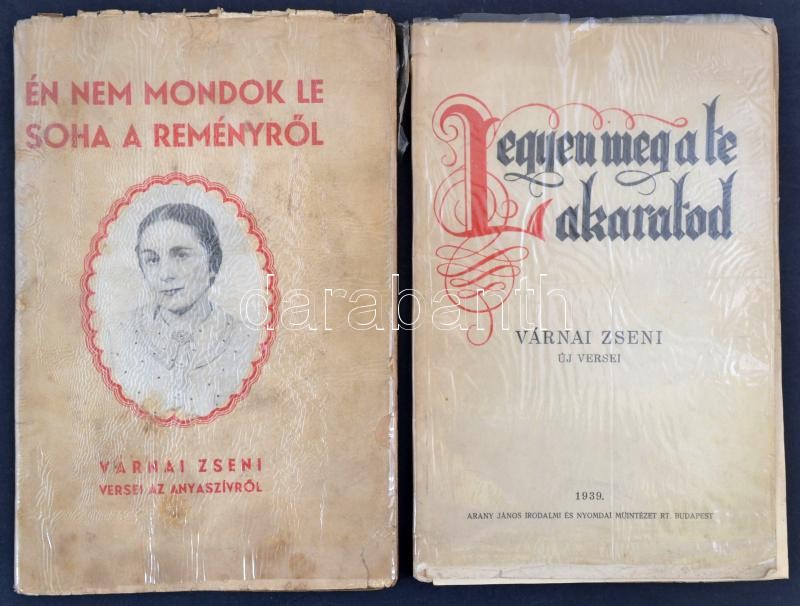 ÉN NEM MONDOK LE
SOHA A REMÉNYRŐL
VÁRNAI ZSENI
VERSEI AZ ANYASZÍVRŐL
Legyen meg a te
akaratod
VÁRNAI ZSENI
ÚJ VERSEI
1939.
ARANY JÁNOS IRODALMI ÉS NYOMDAI MŰINTÉZET RT. BUDAPEST
darabanth